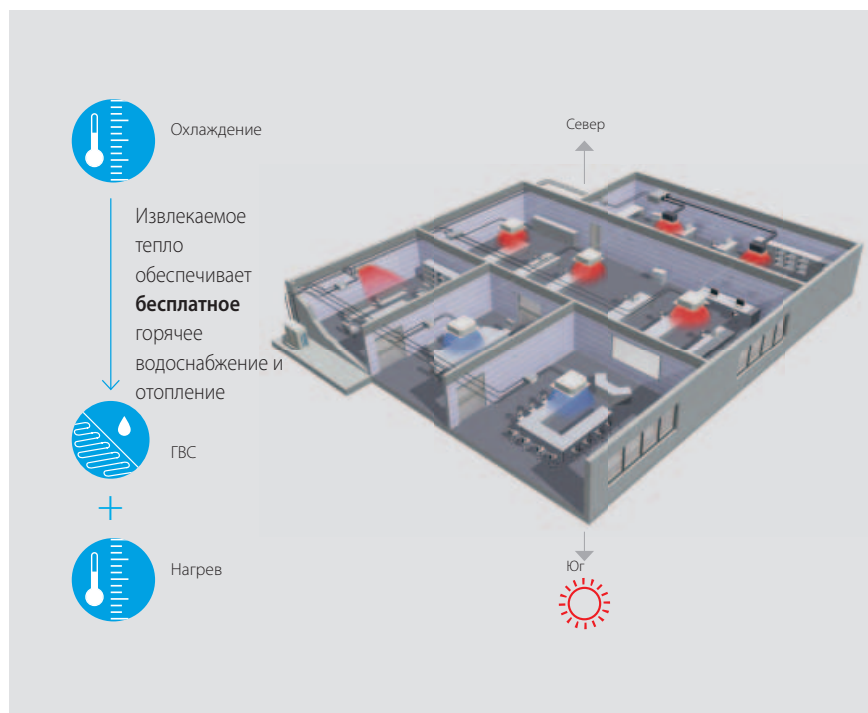 Охлаждение
Извлекаемое
тепло
обеспечивает
бесплатное
горячее
водоснабжение и
отопление
ГВС
Нагрев
Север
Юг